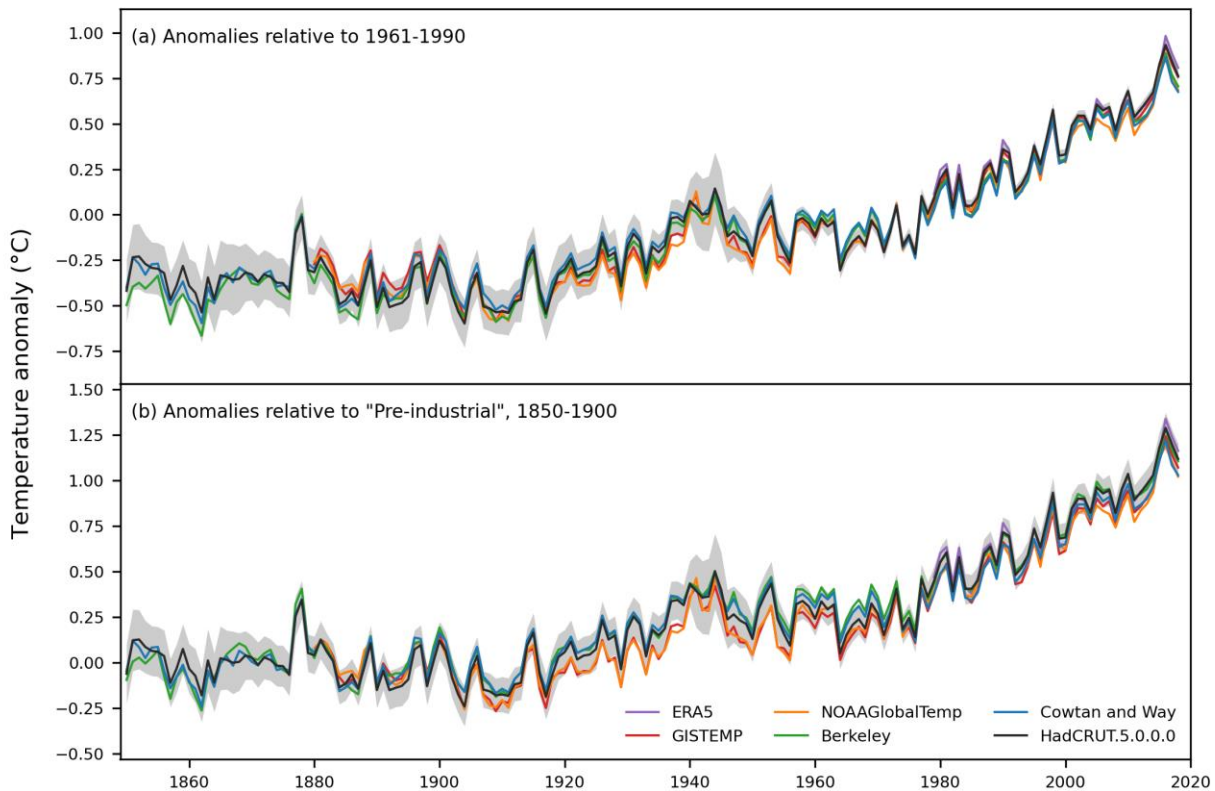 (a) Anomalies relative to 1961-1990
1.00
0.75
0.50
0.25
0.00
−0.25
−0.50
−0.75
Temperature anomaly (°C)
(b) Anomalies relative to "Pre-industrial", 1850-1900
1.50
1.25
1.00
0.75
0.50
0.25
0.00
−0.25
−0.50
ERA5 NOAAGlobalTemp Cowtan and Way
GISTEMP Berkeley HadCRUT.5.0.0.0
1860 1880 1900 1920 1940 1960 1980 2000 2020